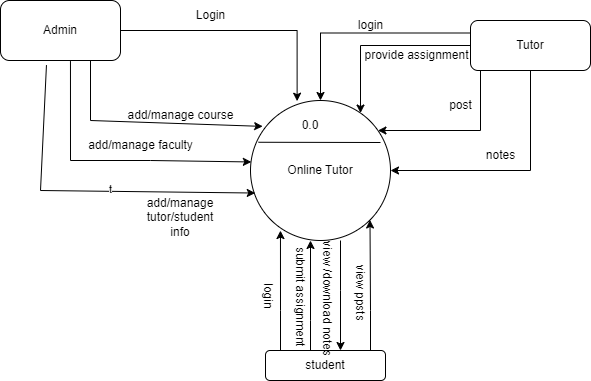 Login
login
Admin
Tutor
provide assignment
post
add/manage course
0.0
add/manage faculty
notes
Online Tutor
t
add/manage
tutor/student
info
login
submit assignment
view /download notes
view ppsts
student